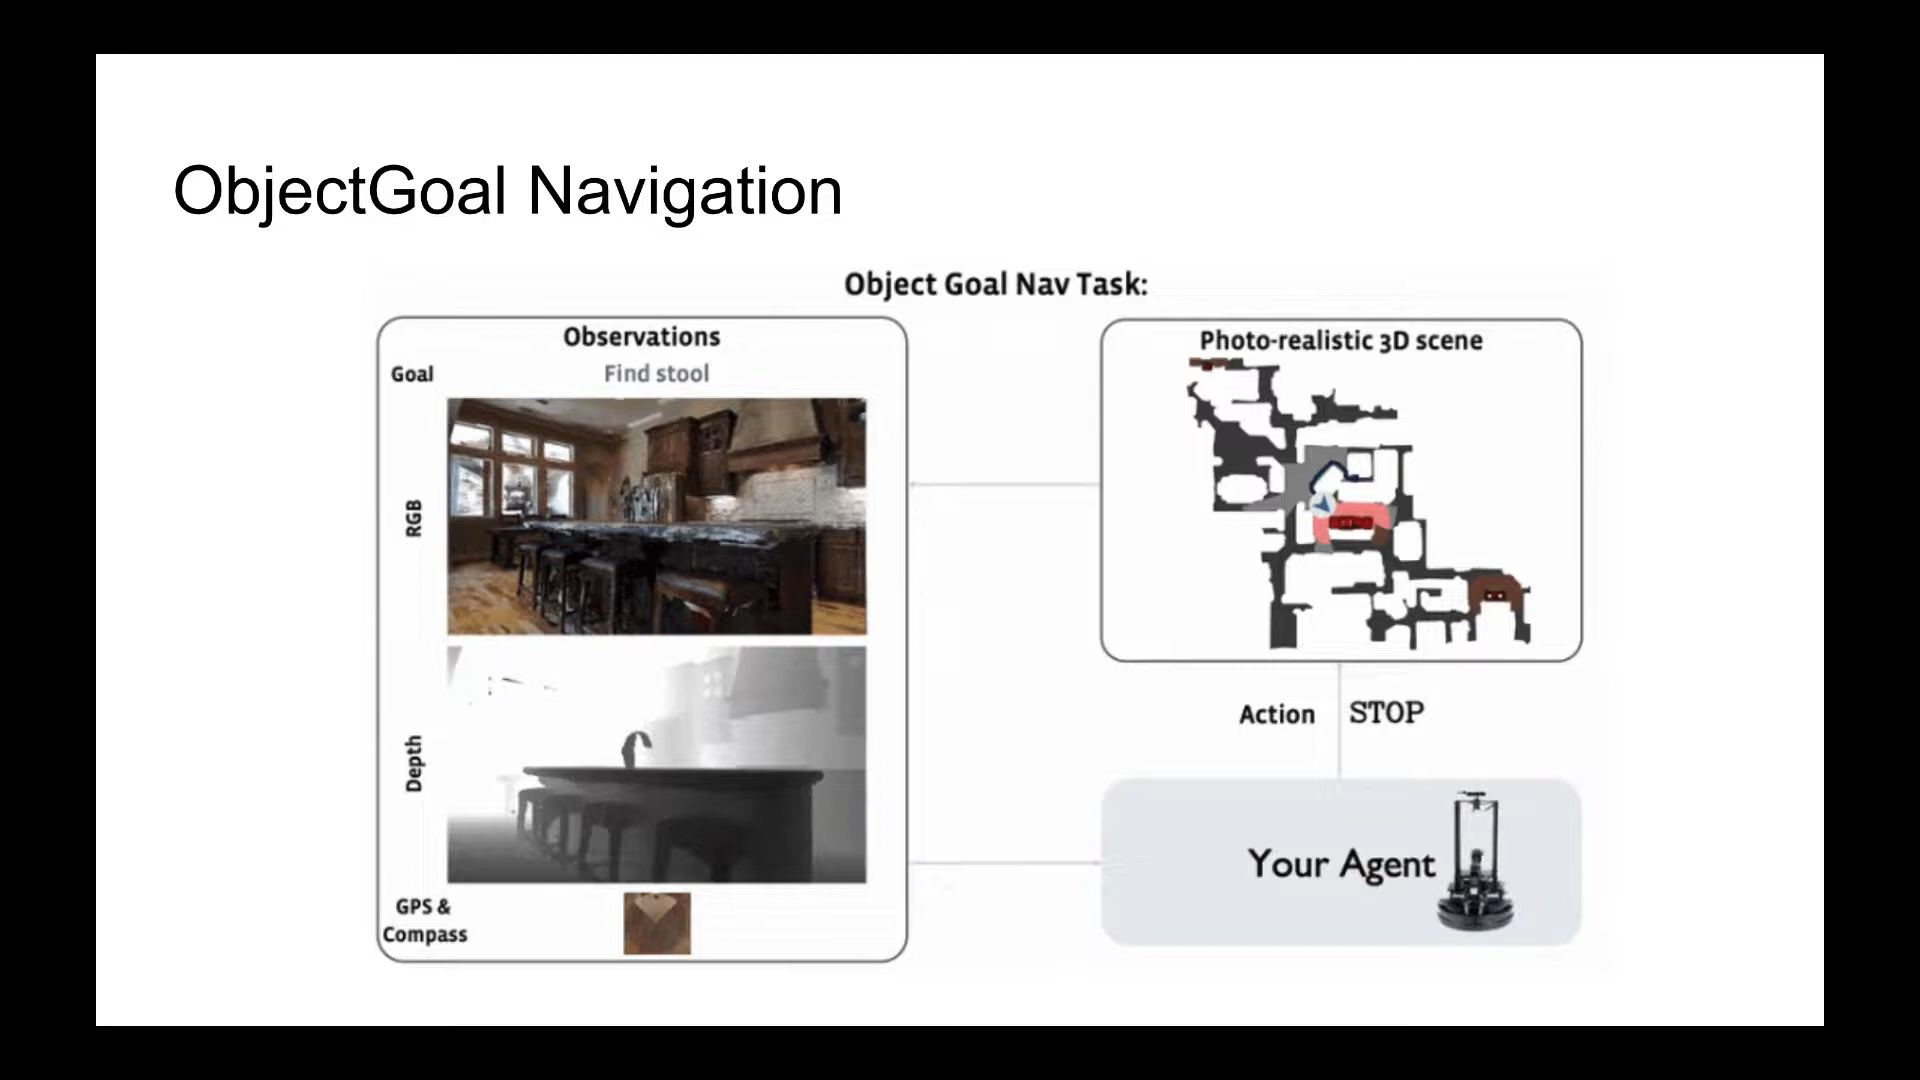 ObjectGoal Navigation
Object Goal Nav Task:
Observations
Goal
Find stool
RGB
Depth
GPS &
Compass
Photo-realistic 3D scene
Action
STOP
Your Agent